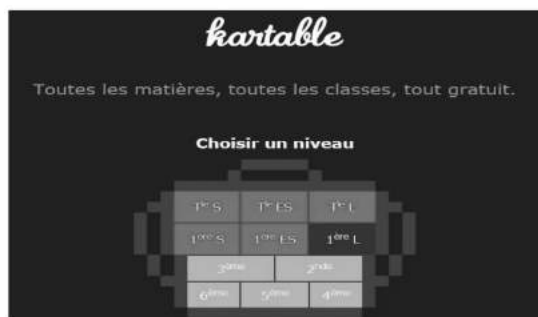 kartable
Toutes les matières, toutes les classes, tout gratuit.
Choisir un niveau
Tle S Tle ES Tle L
1ère S 1ère ES 1ère L
3ème 2nde
6ème 5ème 4ème